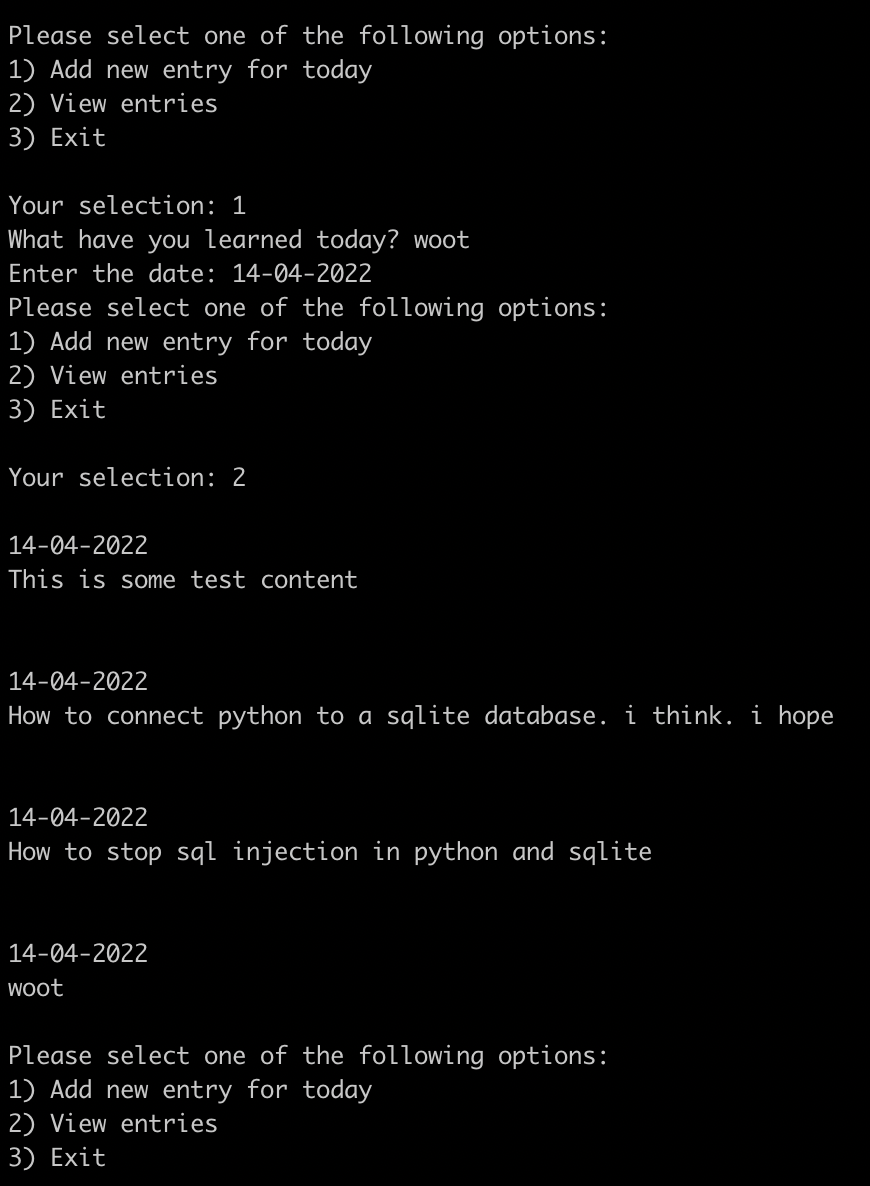 Please select one of the following options:
1) Add new entry for today
2) View entries
3) Exit
Your selection: 1
What have you learned today? woot
Enter the date: 14-04-2022
Please select one of the following options:
1) Add new entry for today
2) View entries
3) Exit
Your selection: 2
14-04-2022
This is some test content
14-04-2022
How to connect python to a sqlite database. i think. i hope
14-04-2022
How to stop sql injection in python and sqlite
14-04-2022
woot
Please select one of the following options:
1) Add new entry for today
2) View entries
3) Exit